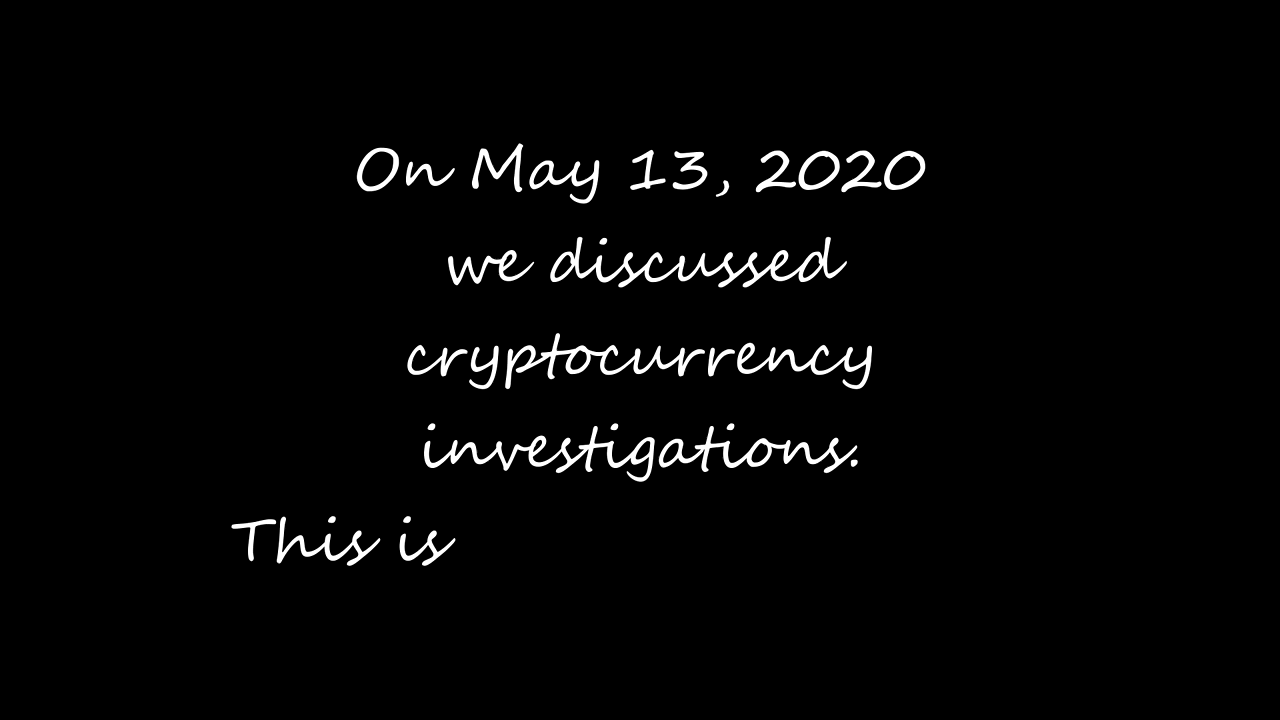 On May 13, 2020
we discussed
cryptocurrency
investigations.
This is